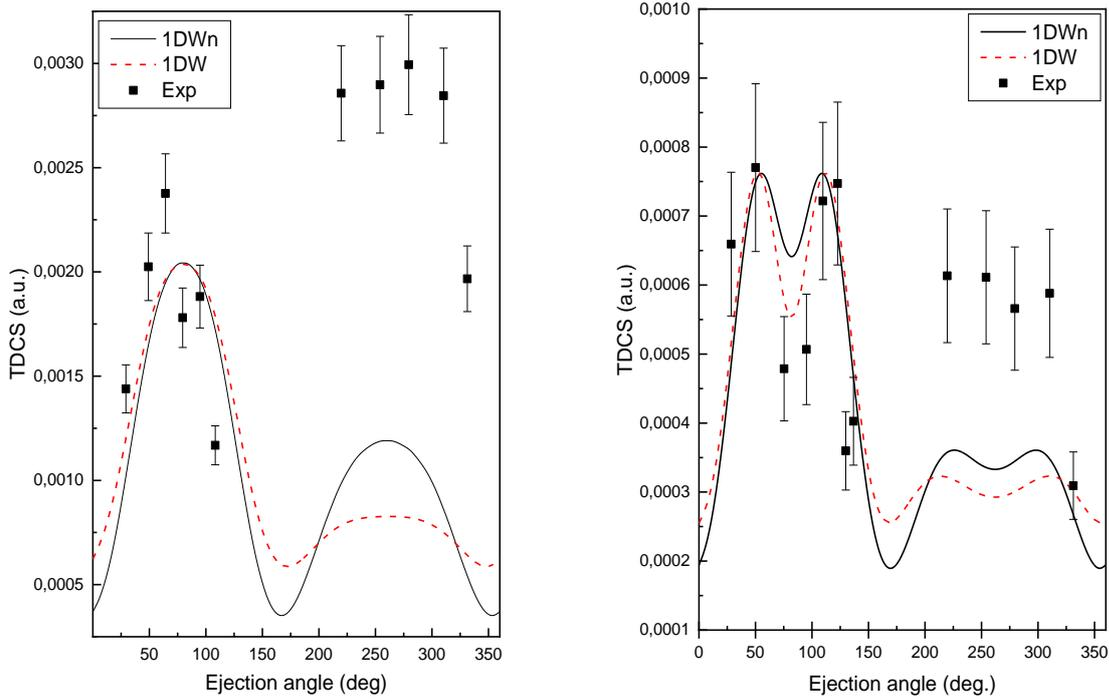 1DWn
1DW
Exp
0,0030
0,0025
0,0020
0,0015
0,0010
0,0005
TDCS (a.u.)
50 100 150 200 250 300 350
Ejection angle (deg)
1DWn
1DW
Exp
0,0010
0,0009
0,0008
0,0007
0,0006
0,0005
0,0004
0,0003
0,0002
0,0001
TDCS (a.u.)
0 50 100 150 200 250 300 350
Ejection angle (deg.)